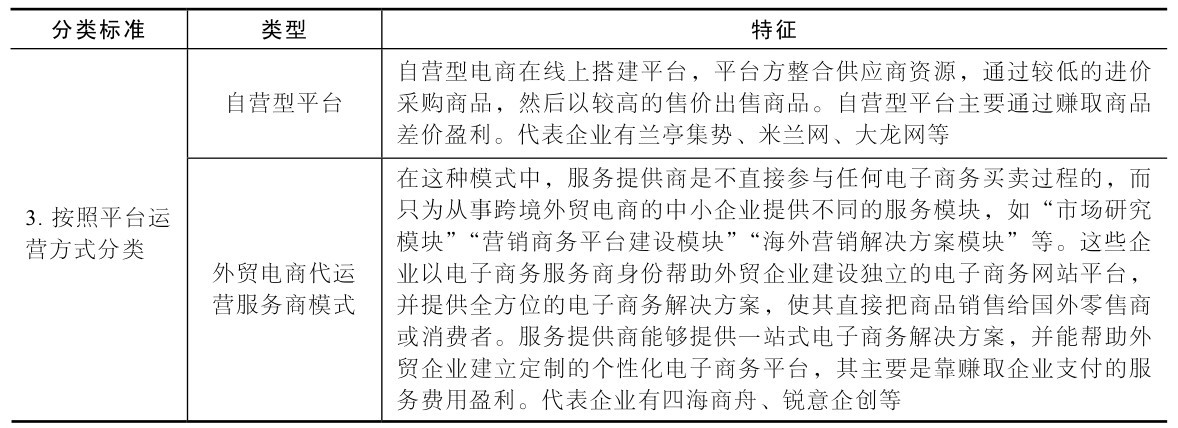 分类标准 类型 特征
自营型电商在线上搭建平台，平台方整合供应商资源，通过较低的进价
自营型平台 采购商品，然后以较高的售价出售商品。自营型平台主要通过赚取商品
差价盈利。代表企业有兰亭集势、米兰网、大龙网等
3. 按照平台运
营方式分类
外贸电商代运
营服务商模式
在这种模式中，服务提供商是不直接参与任何电子商务买卖过程的，而
只为从事跨境外贸电商的中小企业提供不同的服务模块，如“市场研究
模块”“营销商务平台建设模块”“海外营销解决方案模块”等。这些企
业以电子商务服务商身份帮助外贸企业建设独立的电子商务网站平台，
并提供全方位的电子商务解决方案，使其直接把商品销售给国外零售商
或消费者。服务提供商能够提供一站式电子商务解决方案，并能帮助外
贸企业建立定制的个性化电子商务平台，其主要是靠赚取企业支付的服
务费用盈利。代表企业有四海商舟、锐意企创等